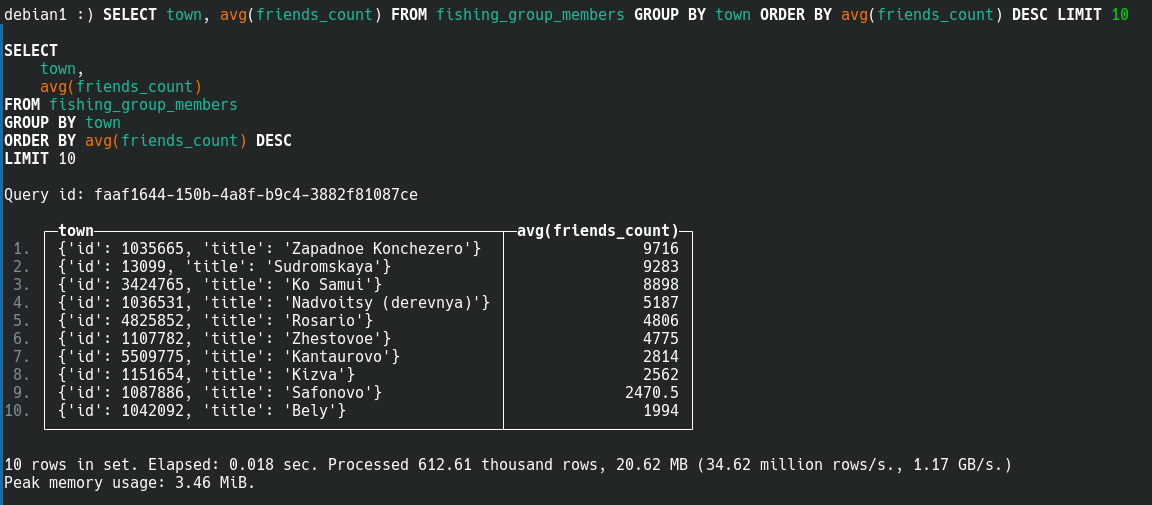 debian1 :) SELECT town, avg(friends_count) FROM fishing_group_members GROUP BY town ORDER BY avg(friends_count) DESC LIMIT 10
SELECT
town,
avg(friends_count)
FROM fishing_group_members
GROUP BY town
ORDER BY avg(friends_count) DESC
LIMIT 10
Query id: faaf1644-150b-4a8f-b9c4-3882f81087ce
town avg(friends_count)
1. {'id': 1035665, 'title': 'Zapadnoe Konchezero'} 9716
2. {'id': 13099, 'title': 'Sudromskaya'} 9283
3. {'id': 3424765, 'title': 'Ko Samui'} 8898
4. {'id': 1036531, 'title': 'Nadvoitsy (derevnya)'} 5187
5. {'id': 4825852, 'title': 'Rosario'} 4806
6. {'id': 1107782, 'title': 'Zhestovoe'} 4775
7. {'id': 5509775, 'title': 'Kantaurovo'} 2814
8. {'id': 1151654, 'title': 'Kizva'} 2562
9. {'id': 1087886, 'title': 'Safonovo'} 2470.5
10. {'id': 1042092, 'title': 'Bely'} 1994
10 rows in set. Elapsed: 0.018 sec. Processed 612.61 thousand rows, 20.62 MB (34.62 million rows/s., 1.17 GB/s.)
Peak memory usage: 3.46 MiB.